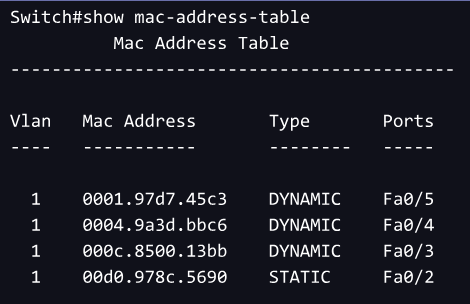 Switch#show mac-address-table
Mac Address Table
-------------------------------------------
Vlan Mac Address Type Ports
---- ----------- -------- -----
1 0001.97d7.45c3 DYNAMIC Fa0/5
1 0004.9a3d.bbc6 DYNAMIC Fa0/4
1 000c.8500.13bb DYNAMIC Fa0/3
1 00d0.978c.5690 STATIC Fa0/2